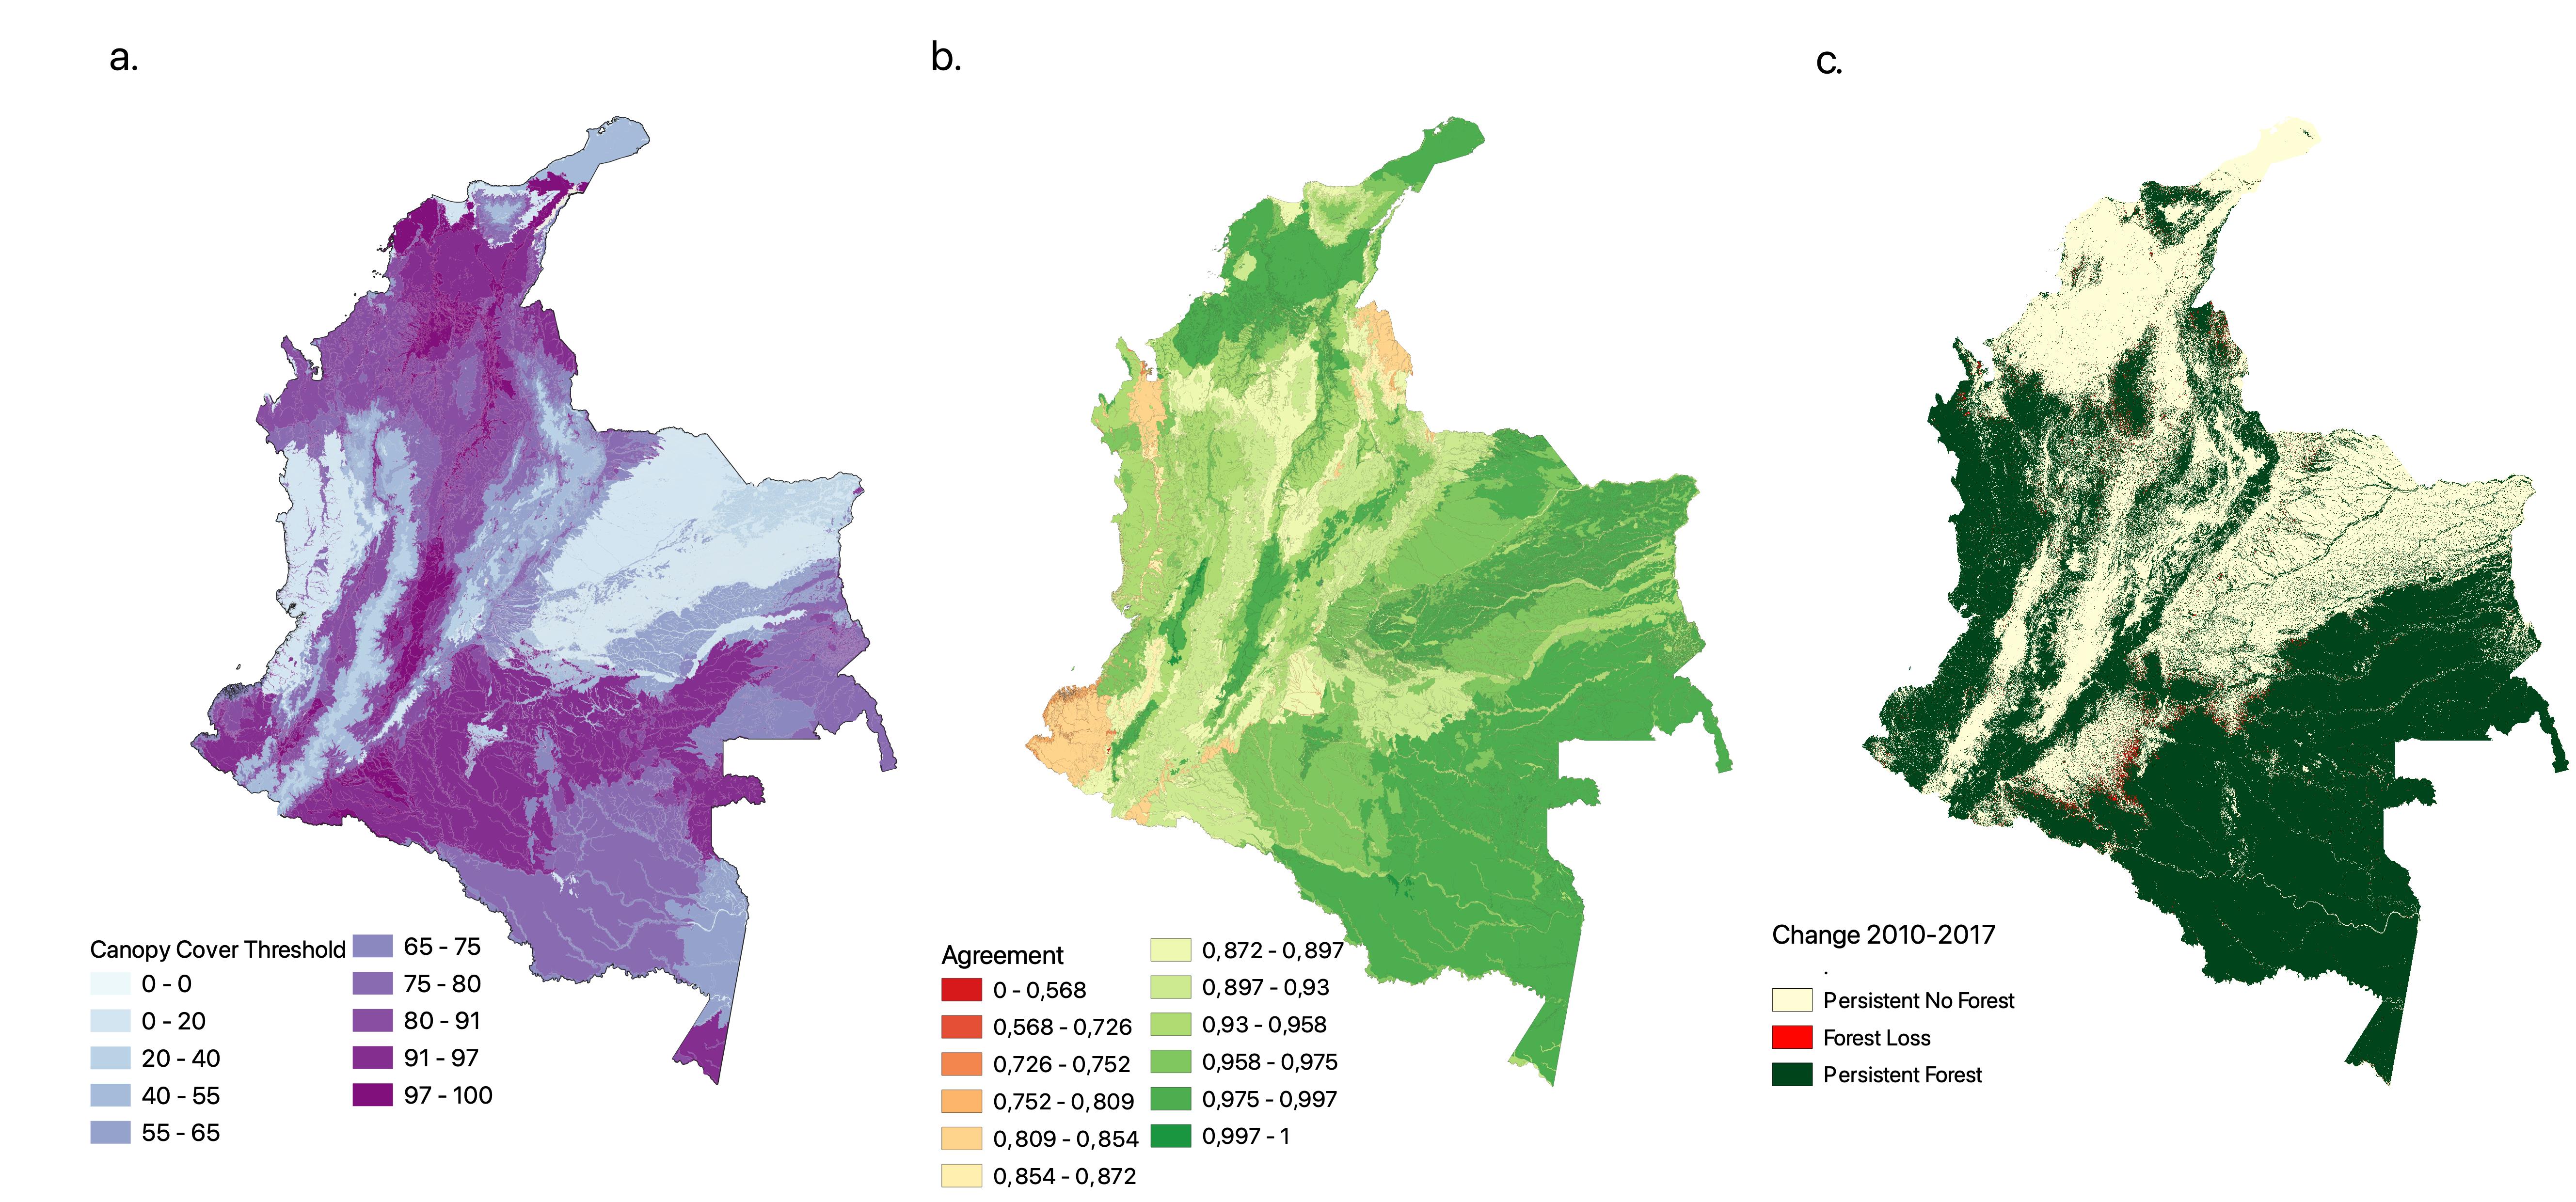 a.
b.
c.
Canopy Cover Threshold
0 - 0
0 - 20
20 - 40
40 - 55
55 - 65
65 - 75
75 - 80
80 - 91
91 - 97
97 - 100
Agreement
0 - 0,568
0,568 - 0,726
0,726 - 0,752
0,752 - 0,809
0,809 - 0,854
0,854 - 0,872
0,872 - 0,897
0,897 - 0,93
0,93 - 0,958
0,958 - 0,975
0,975 - 0,997
0,997 - 1
Change 2010-2017
.
Persistent No Forest
Forest Loss
Persistent Forest